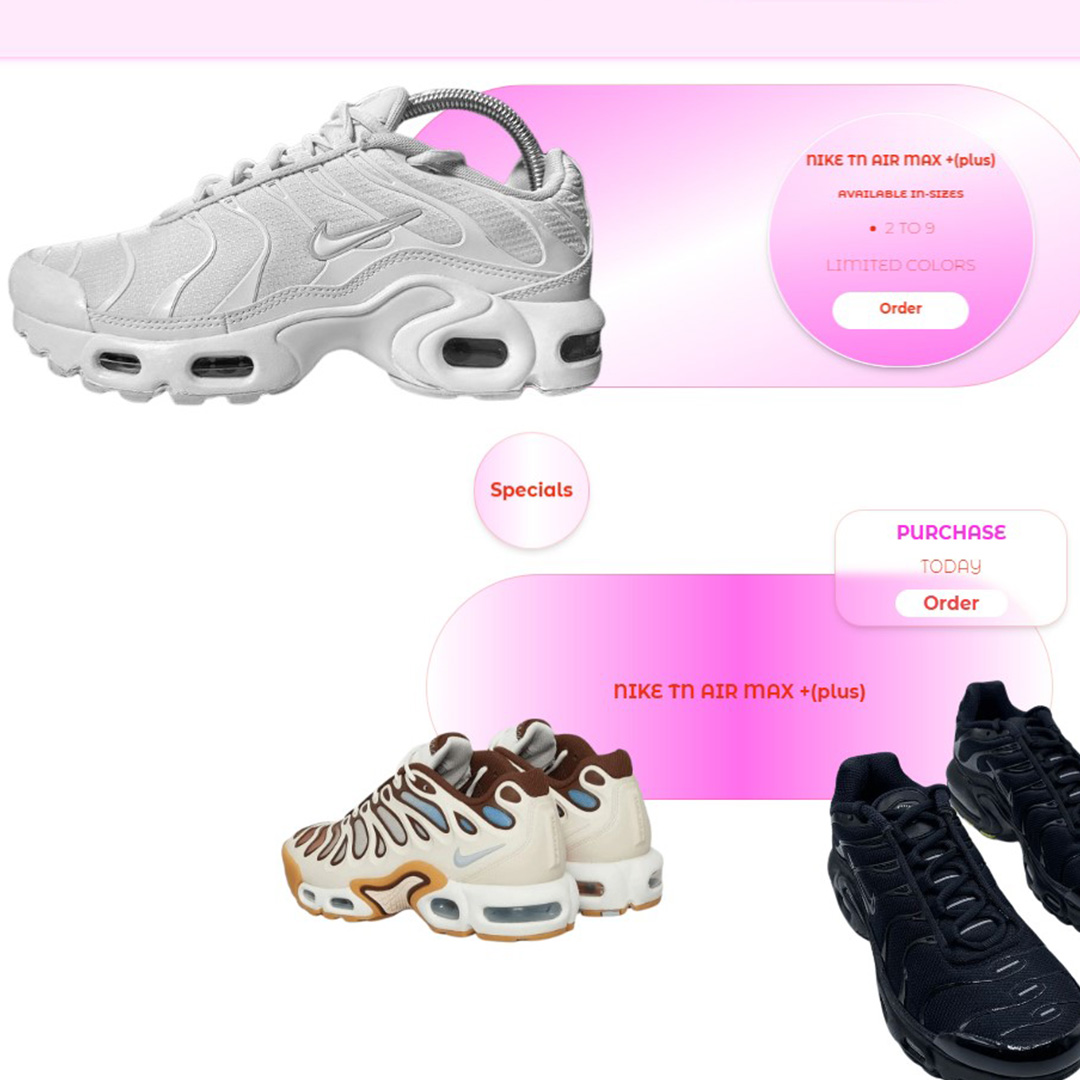 NIKE TN AIR MAX +(plus)
AVAILABLE IN-SIZES
• 2 TO 9
LIMITED COLORS
Order
Specials
PURCHASE
TODAY
Order
NIKE TN AIR MAX +(plus)